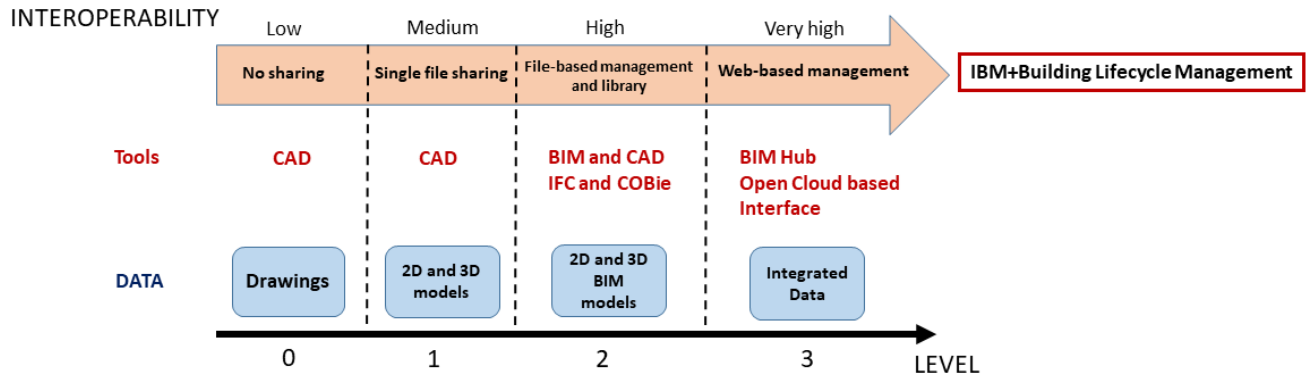 INTEROPERABILITY
Low
Medium
High
Very high
No sharing
Single file sharing
File-based management
and library
Web-based management
IBM+Building Lifecycle Management
Tools
CAD
CAD
BIM and CAD
IFC and COBie
BIM Hub
Open Cloud based
Interface
DATA
Drawings
2D and 3D
models
2D and 3D
BIM
models
Integrated
Data
0
1
2
3
LEVEL